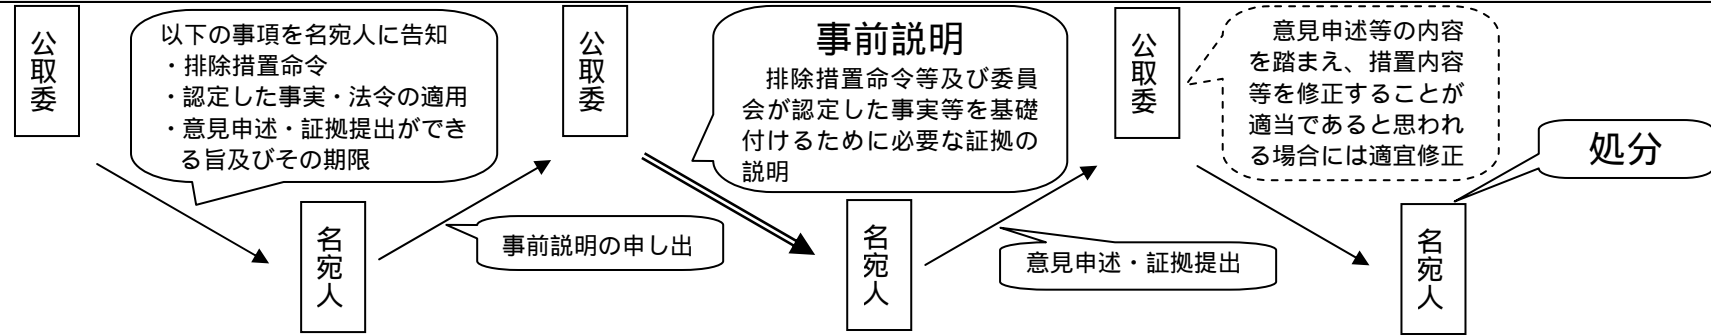 公取委
以下の事項を名宛人に告知
・排除措置命令
・認定した事実・法令の適用
・意見申述・証拠提出ができ
る旨及びその期限
名宛人
事前説明の申し出
公取委
事前説明
排除措置命令等及び委員
会が認定した事実等を基礎
付けるために必要な証拠の
説明
名宛人
意見申述・証拠提出
公取委
意見申述等の内容
を踏まえ、措置内容
等を修正することが
適当であると思われ
る場合には適宜修正
処分
名宛人